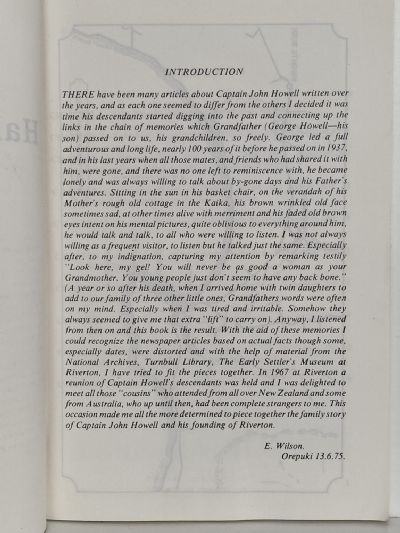 INTRODUCTION
THERE have been many articles about Captain John Howell written over
the years, and as each one seemed to differ from the others I decided it was
time his descendants started digging into the past and connecting up the
links in the chain of memories which Grandfather (George Howell—his
son) passed on to us, his grandchildren, so freely. George led a full
adventurous and long life, nearly 100 years of it before he passed on in 1937,
and in his last years when all those mates, and friends who had shared it with
him, were gone, and there was no one left to reminiscence with, he became
lonely and was always willing to talk about by-gone days and his Father's
adventures. Sitting in the sun in his basket chair, on the verandah of his
Mother's rough old cottage in the Kaika, his brown wrinkled old face
sometimes sad, at other times alive with merriment and his faded old brown
eyes intent on his mental pictures, quite oblivious to everything around him,
he would talk and talk, to all who were willing to listen. I was not always
willing as a frequent visitor, to listen but he talked just the same. Especially
after, to my indignation, capturing my attention by remarking testily
"Look here, my gel! You will never be as good a woman as your
Grandmother. You young people just don't seem to have any back bone."
(A year or so after his death, when I arrived home with twin daughters to
add to our family of three other little ones, Grandfathers words were often
on my mind. Especially when I was tired and irritable. Somehow they
always seemed to give me that extra "lift" to carry on). Anyway, I listened
from then on and this book is the result. With the aid of these memories I
could recognize the newspaper articles based on actual facts though some,
especially dates, were distorted and with the help of material from the
National Archives, Turnbull Library, The Early Settler's Museum at
Riverton, I have tried to fit the pieces together. In 1967 at Riverton a
reunion of Captain Howell's descendants was held and I was delighted to
meet all those "cousins" who attended from all over New Zealand and some
from Australia, who up until then, had been complete strangers to me. This
occasion made me all the more determined to piece together the family story
of Captain John Howell and his founding of Riverton.
E. Wilson.
Orepuki 13.6.75.